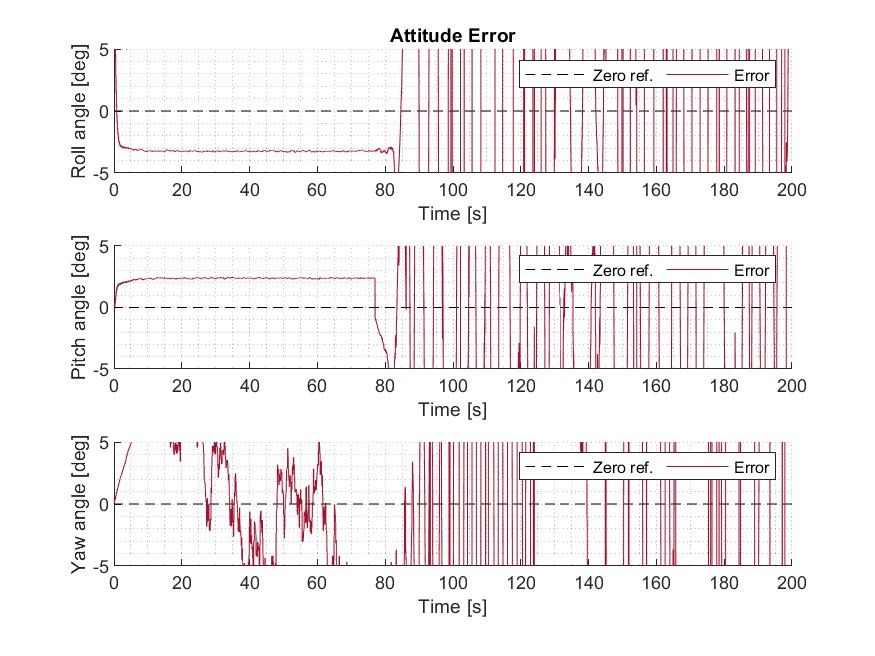 Attitude Error
Roll angle [deg]
5
0
-5
Zero ref. Error
0 20 40 60 80 100 120 140 160 180 200
Time [s]
Pitch angle [deg]
5
0
-5
Zero ref. Error
0 20 40 60 80 100 120 140 160 180 200
Time [s]
Yaw angle [deg]
5
0
-5
Zero ref. Error
0 20 40 60 80 100 120 140 160 180 200
Time [s]